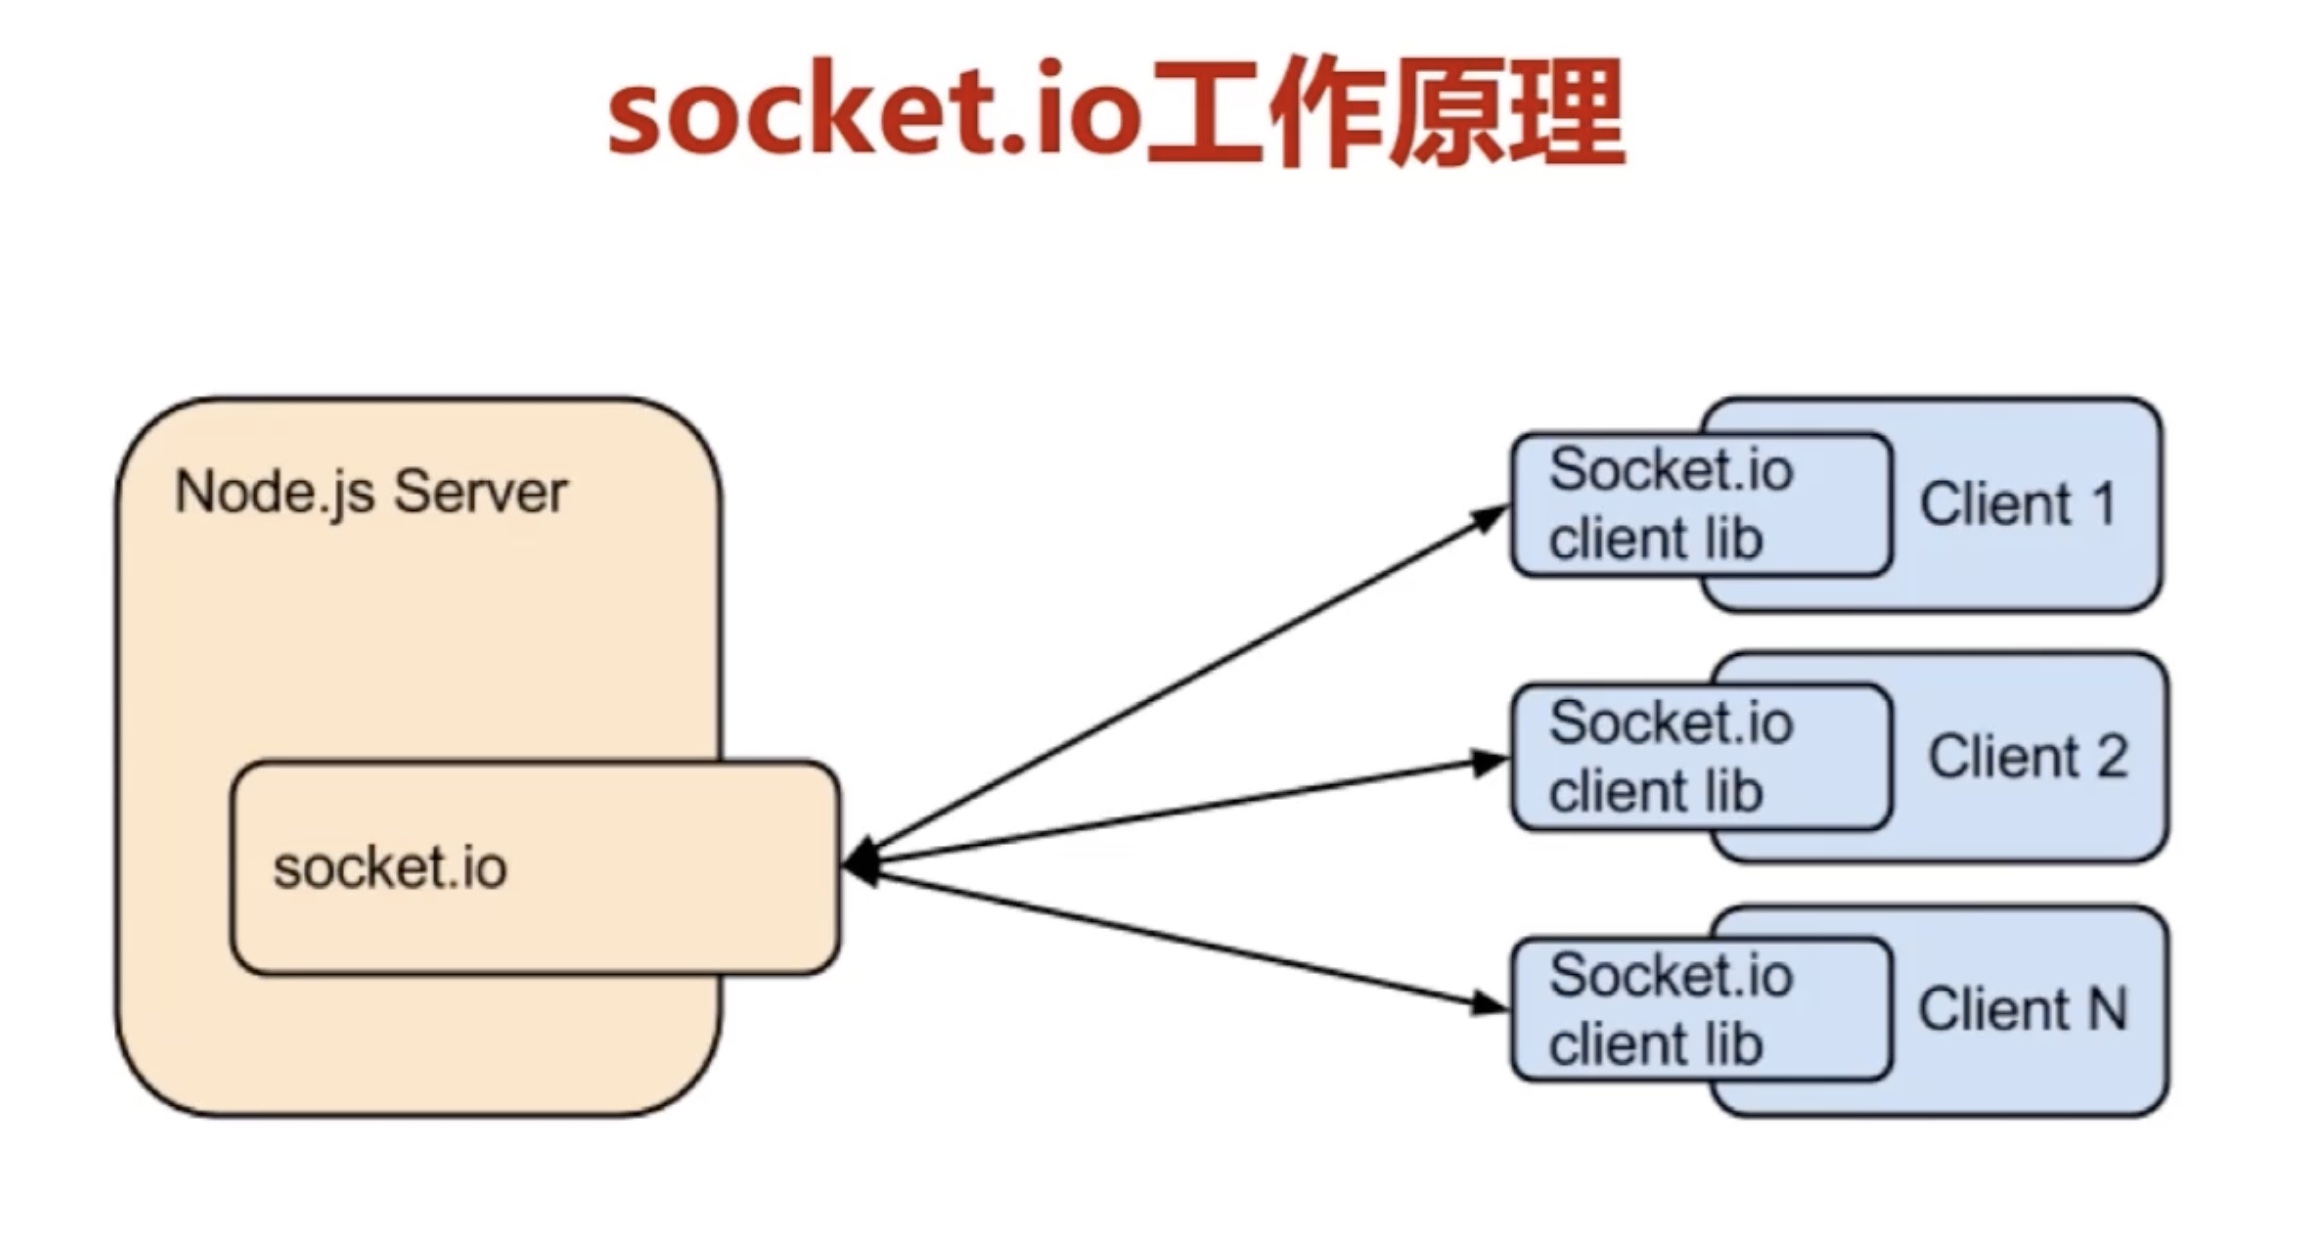 socket.io工作原理
Node.js Server
socket.io
Socket.io
client lib
Client 1
Socket.io
client lib
Client 2
Socket.io
client lib
Client N